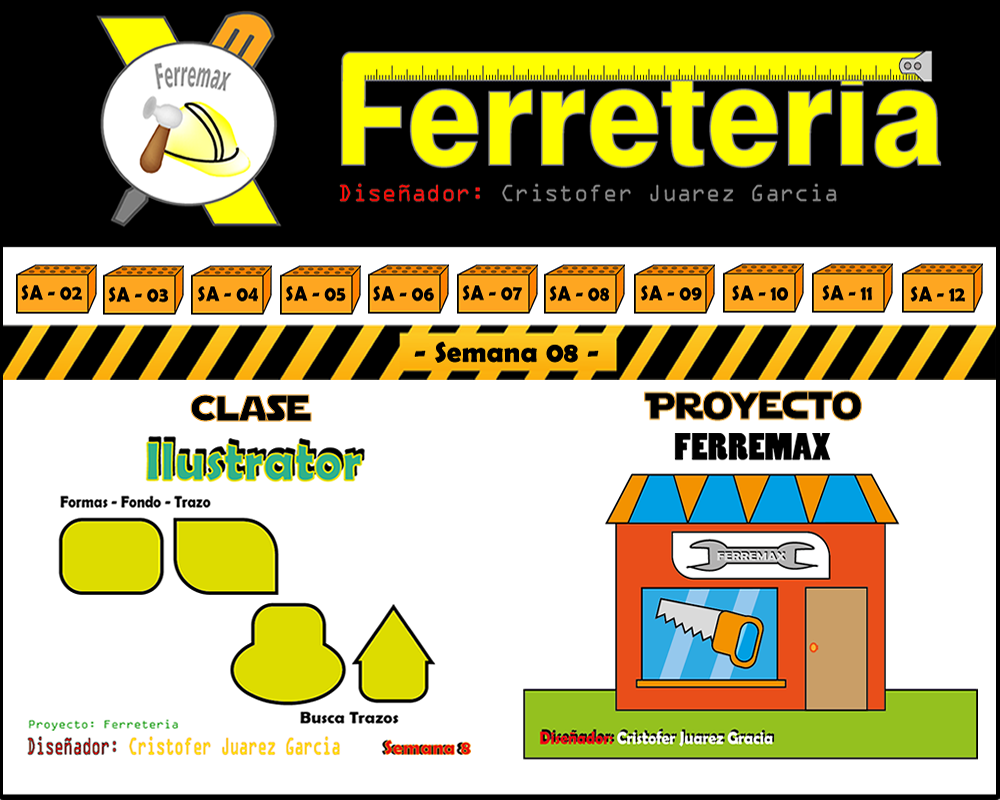 Ferremax
Ferretería
Diseñador: Cristofer Juarez Garcia
SA - 02 SA - 03 SA - 04 SA - 05 SA - 06 SA - 07 SA - 08 SA - 09 SA - 10 SA - 11 SA - 12
- Semana 08 -
CLASE
Ilustrator
Formas - Fondo - Trazo
Busca Trazos
Proyecto: Ferreteria
Diseñador: Cristofer Juarez Garcia
Semana 8
PROYECTO
FERREMAX
FERREMAX
Diseñador: Cristofer Juarez Gracia